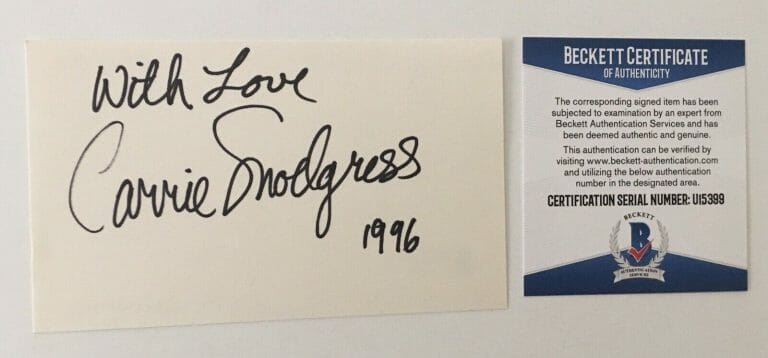 With Love
Carrie Snodgress
1996
BECKETT CERTIFICATE
OF AUTHENTICITY
The corresponding signed item has been
subjected to examination by an expert from
Beckett Authentication Services and has
been deemed authentic and genuine.
This authentication can be verified by
visiting www.beckett-authentication.com
and utilizing the below authentication
number in the designated area.
CERTIFICATION SERIAL NUMBER: U15399
BECKETT
B
AUTHENTICATION
SERVICES